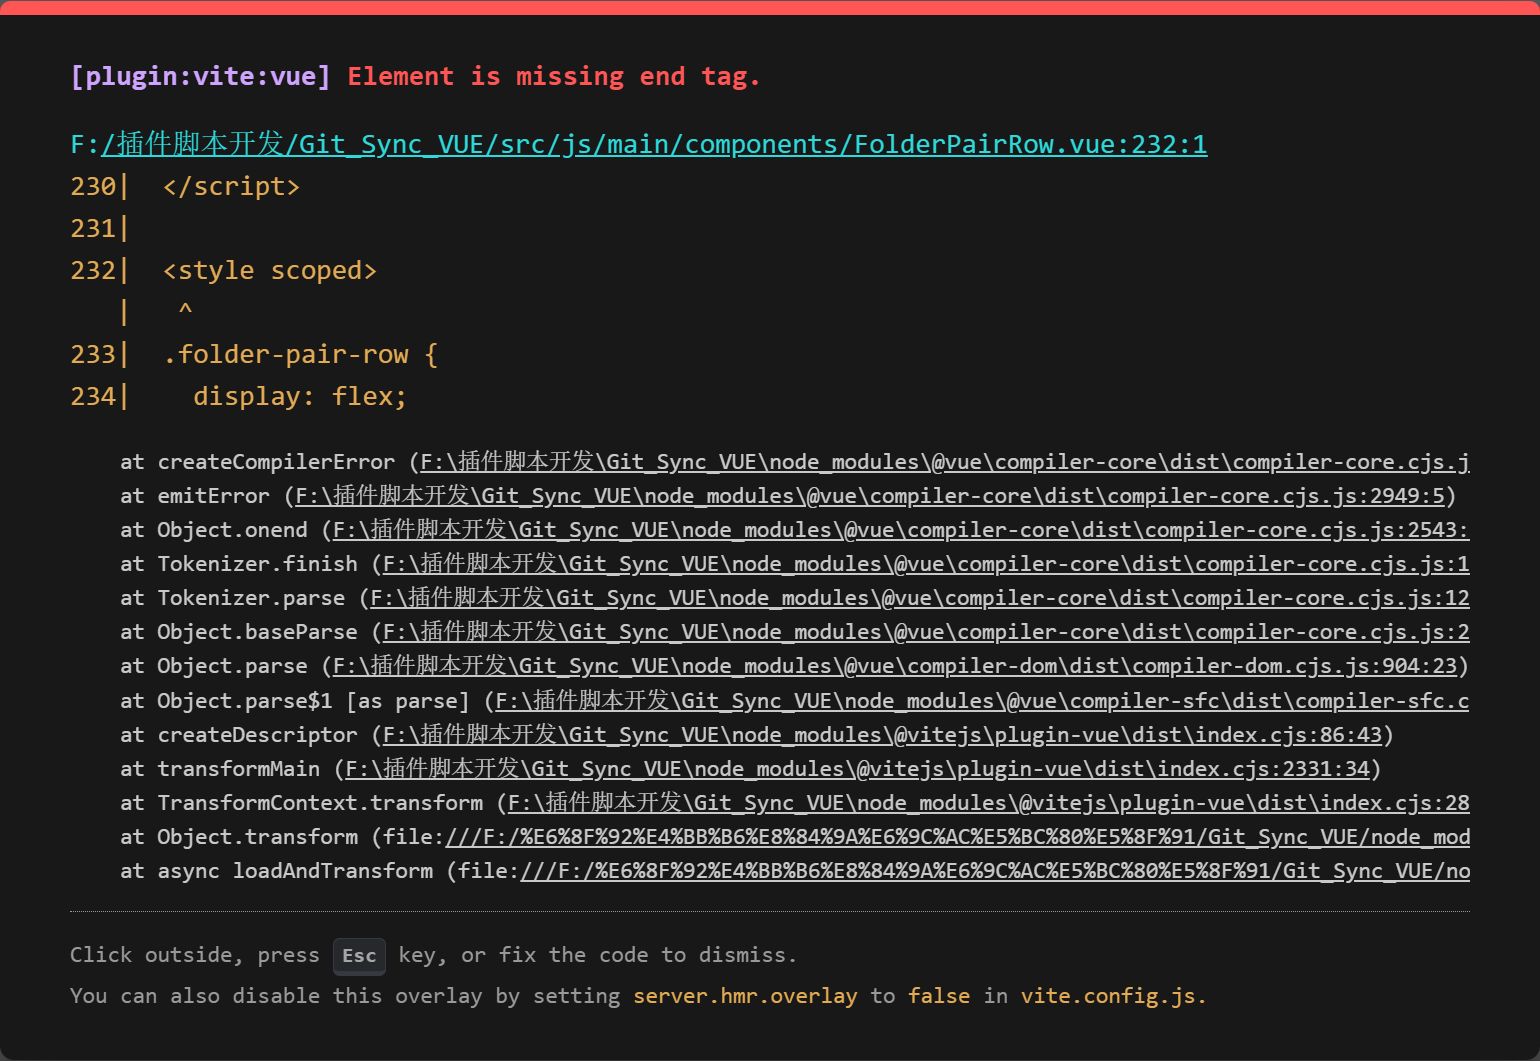 [plugin:vite:vue] Element is missing end tag.
F:/插件脚本开发/Git_Sync_VUE/src/js/main/components/FolderPairRow.vue:232:1
230|  </script>
231|
232|  <style scoped>
   |   ^
233|  .folder-pair-row {
234|    display: flex;
at createCompilerError (F:\插件脚本开发\Git_Sync_VUE\node_modules\@vue\compiler-core\dist\compiler-core.cjs.j
at emitError (F:\插件脚本开发\Git_Sync_VUE\node_modules\@vue\compiler-core\dist\compiler-core.cjs.js:2949:5)
at Object.onend (F:\插件脚本开发\Git_Sync_VUE\node_modules\@vue\compiler-core\dist\compiler-core.cjs.js:2543:
at Tokenizer.finish (F:\插件脚本开发\Git_Sync_VUE\node_modules\@vue\compiler-core\dist\compiler-core.cjs.js:1
at Tokenizer.parse (F:\插件脚本开发\Git_Sync_VUE\node_modules\@vue\compiler-core\dist\compiler-core.cjs.js:12
at Object.baseParse (F:\插件脚本开发\Git_Sync_VUE\node_modules\@vue\compiler-core\dist\compiler-core.cjs.js:2
at Object.parse (F:\插件脚本开发\Git_Sync_VUE\node_modules\@vue\compiler-dom\dist\compiler-dom.cjs.js:904:23)
at Object.parse$1 [as parse] (F:\插件脚本开发\Git_Sync_VUE\node_modules\@vue\compiler-sfc\dist\compiler-sfc.c
at createDescriptor (F:\插件脚本开发\Git_Sync_VUE\node_modules\@vitejs\plugin-vue\dist\index.cjs:86:43)
at transformMain (F:\插件脚本开发\Git_Sync_VUE\node_modules\@vitejs\plugin-vue\dist\index.cjs:2331:34)
at TransformContext.transform (F:\插件脚本开发\Git_Sync_VUE\node_modules\@vitejs\plugin-vue\dist\index.cjs:28
at Object.transform (file:///F:/%E6%8F%92%E4%BB%B6%E8%84%9A%E6%9C%AC%E5%BC%80%E5%8F%91/Git_Sync_VUE/node_mod
at async loadAndTransform (file:///F:/%E6%8F%92%E4%BB%B6%E8%84%9A%E6%9C%AC%E5%BC%80%E5%8F%91/Git_Sync_VUE/no
Click outside, press Esc key, or fix the code to dismiss.
You can also disable this overlay by setting server.hmr.overlay to false in vite.config.js.